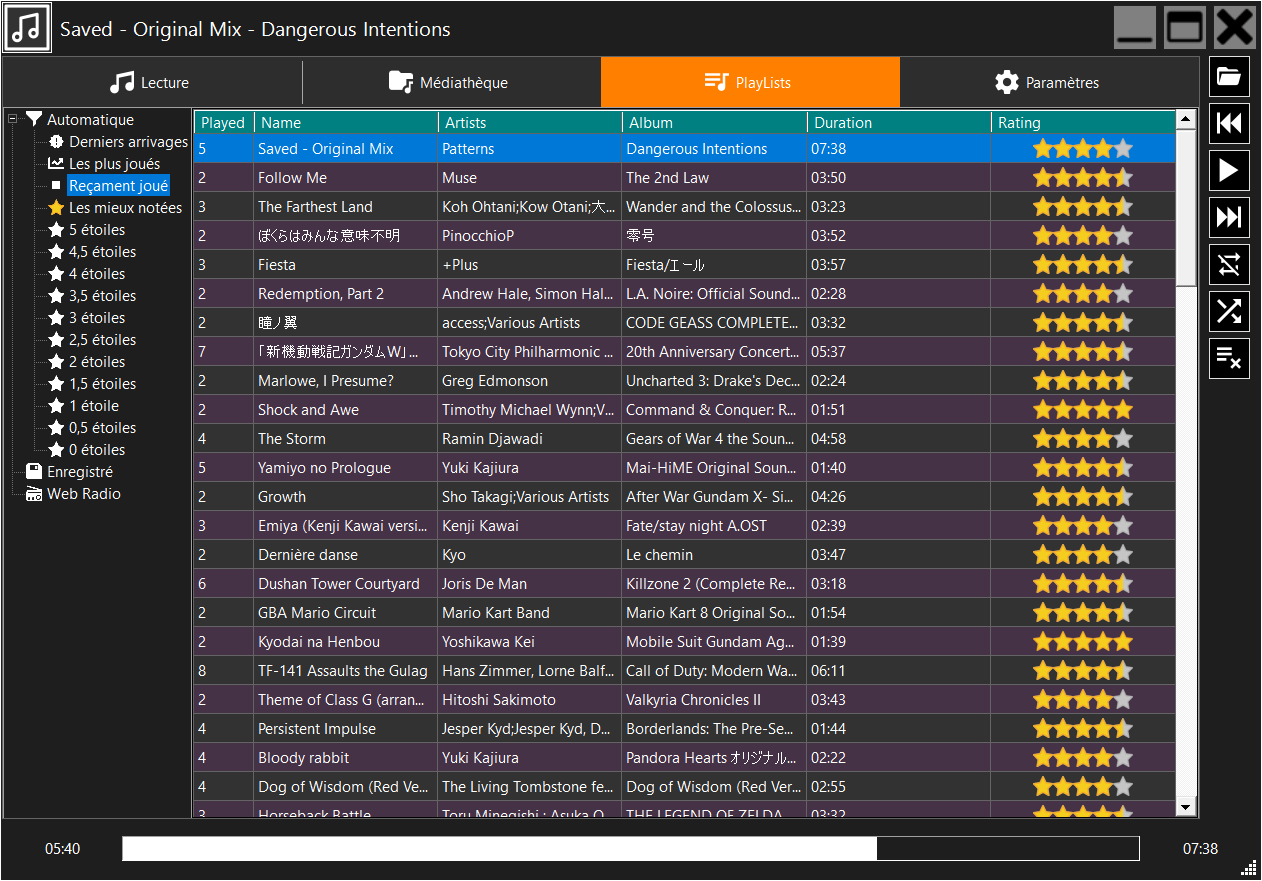 Saved - Original Mix - Dangerous Intentions
Lecture Médiathèque PlayLists Paramètres
Automatique
Derniers arrivages
Les plus joués
Reçament joué
Les mieux notées
5 étoiles
4,5 étoiles
4 étoiles
3,5 étoiles
3 étoiles
2,5 étoiles
2 étoiles
1,5 étoiles
1 étoile
0,5 étoiles
0 étoiles
Enregistré
Web Radio
Played Name Artists Album Duration Rating
5 Saved - Original Mix Patterns Dangerous Intentions 07:38
2 Follow Me Muse The 2nd Law 03:50
3 The Farthest Land Koh Ohtani;Kow Otani;大... Wander and the Colossus... 03:23
2 ぼくらはみんな意味不明 PinocchioP 零号 03:52
3 Fiesta +Plus Fiesta/エール 03:57
2 Redemption, Part 2 Andrew Hale, Simon Hal... L.A. Noire: Official Sound... 02:28
2 瞳ノ翼 access;Various Artists CODE GEASS COMPLETE... 03:32
7 「新機動戦記ガンダムW」... Tokyo City Philharmonic ... 20th Anniversary Concert... 05:37
2 Marlowe, I Presume? Greg Edmonson Uncharted 3: Drake's Dec... 02:24
2 Shock and Awe Timothy Michael Wynn;V... Command & Conquer: R... 01:51
4 The Storm Ramin Djawadi Gears of War 4 the Soun... 04:58
5 Yamiyo no Prologue Yuki Kajiura Mai-HiME Original Soun... 01:40
2 Growth Sho Takagi;Various Artists After War Gundam X- Si... 04:26
3 Emiya (Kenji Kawai versi... Kenji Kawai Fate/stay night A.OST 02:39
2 Dernière danse Kyo Le chemin 03:47
6 Dushan Tower Courtyard Joris De Man Killzone 2 (Complete Re... 03:18
2 GBA Mario Circuit Mario Kart Band Mario Kart 8 Original So... 01:54
2 Kyodai na Henbou Yoshikawa Kei Mobile Suit Gundam Ag... 01:39
8 TF-141 Assaults the Gulag Hans Zimmer, Lorne Balf... Call of Duty: Modern Wa... 06:11
2 Theme of Class G (arran... Hitoshi Sakimoto Valkyria Chronicles II 03:43
4 Persistent Impulse Jesper Kyd;Jesper Kyd, D... Borderlands: The Pre-Se... 01:44
4 Bloody rabbit Yuki Kajiura Pandora Hearts オリジナル... 02:22
4 Dog of Wisdom (Red Ve... The Living Tombstone fe... Dog of Wisdom (Red Ver... 02:55
3 Horseback Battle Toru Minegishi ; Asuka O... THE LEGEND OF ZELDA... 03:32
05:40 07:38